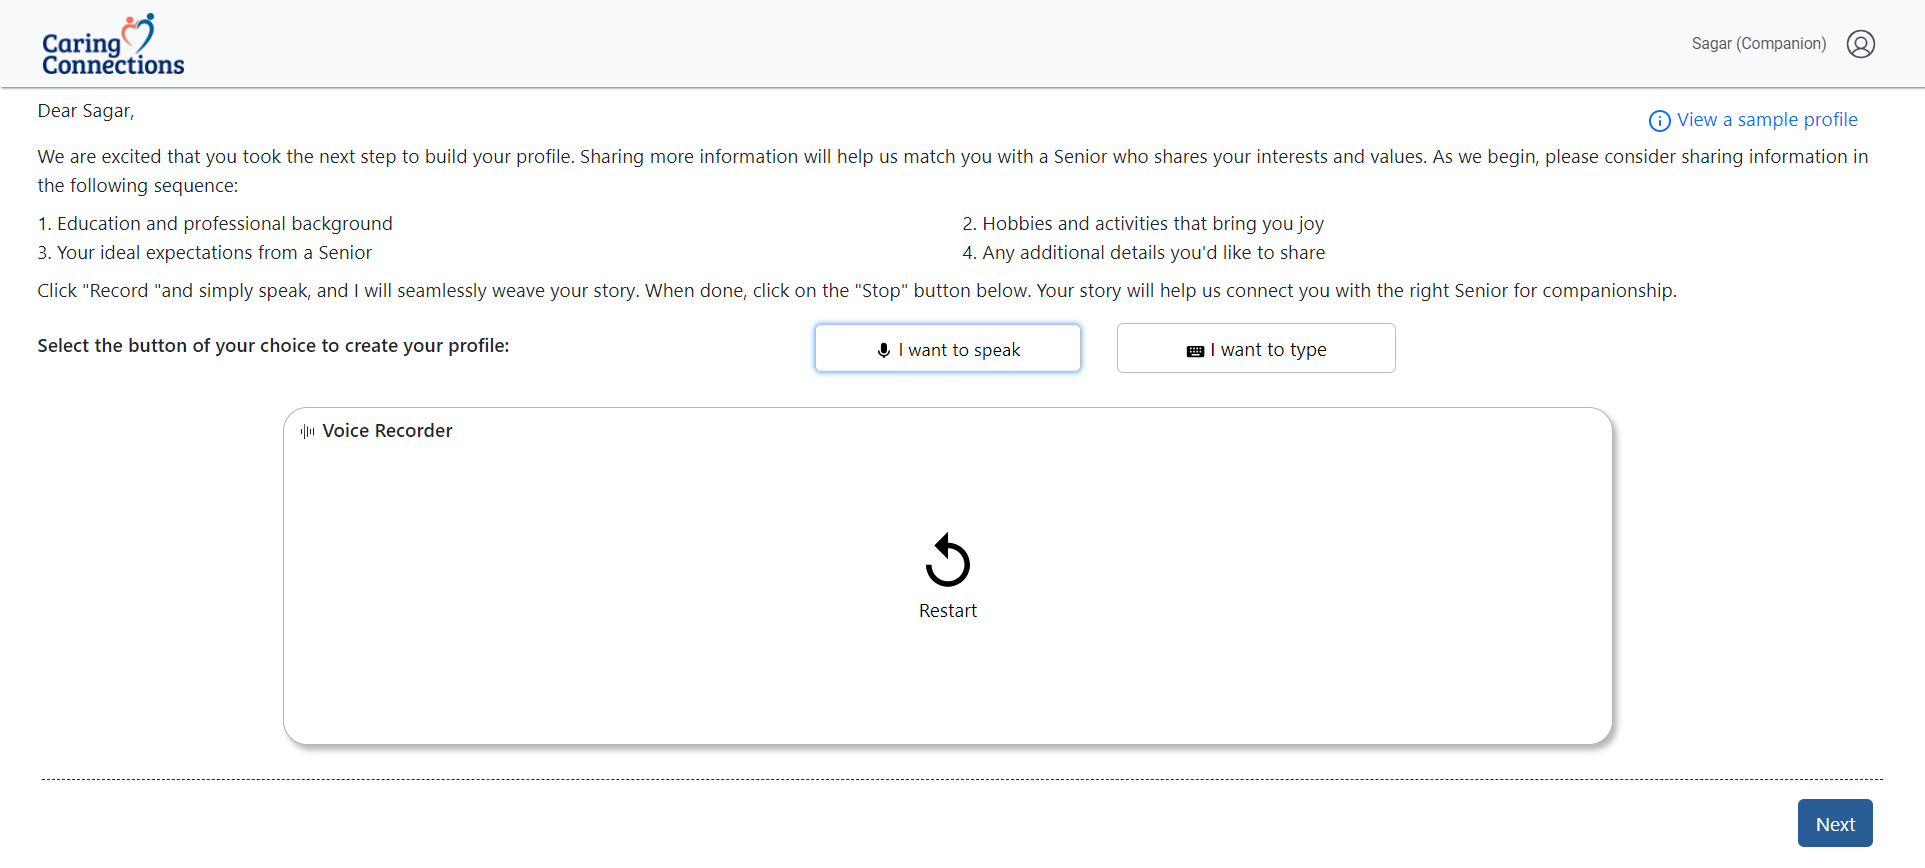 Caring
Connections
Sagar (Companion)
Dear Sagar,
View a sample profile
We are excited that you took the next step to build your profile. Sharing more information will help us match you with a Senior who shares your interests and values. As we begin, please consider sharing information in
the following sequence:
1. Education and professional background
2. Hobbies and activities that bring you joy
3. Your ideal expectations from a Senior
4. Any additional details you'd like to share
Click "Record "and simply speak, and I will seamlessly weave your story. When done, click on the "Stop" button below. Your story will help us connect you with the right Senior for companionship.
Select the button of your choice to create your profile:
I want to speak
I want to type
Voice Recorder
Restart
Next